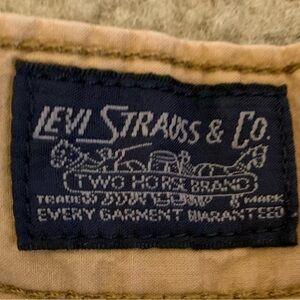 LEVI STRAUSS & CO.
TWO HORSE BRAND
TRADE MARK
EVERY GARMENT GUARANTEED